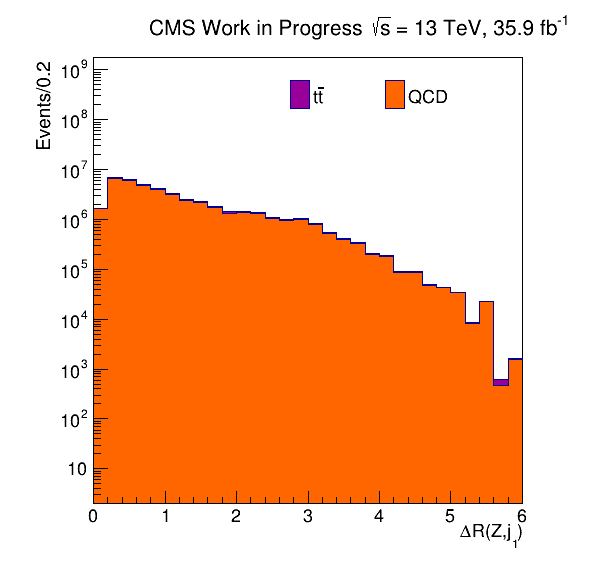 CMS Work in Progress √s = 13 TeV, 35.9 fb⁻¹
Events/0.2
tt̄ QCD
10⁹
10⁸
10⁷
10⁶
10⁵
10⁴
10³
10²
10
0 1 2 3 4 5 6
ΔR(Z,j₁)